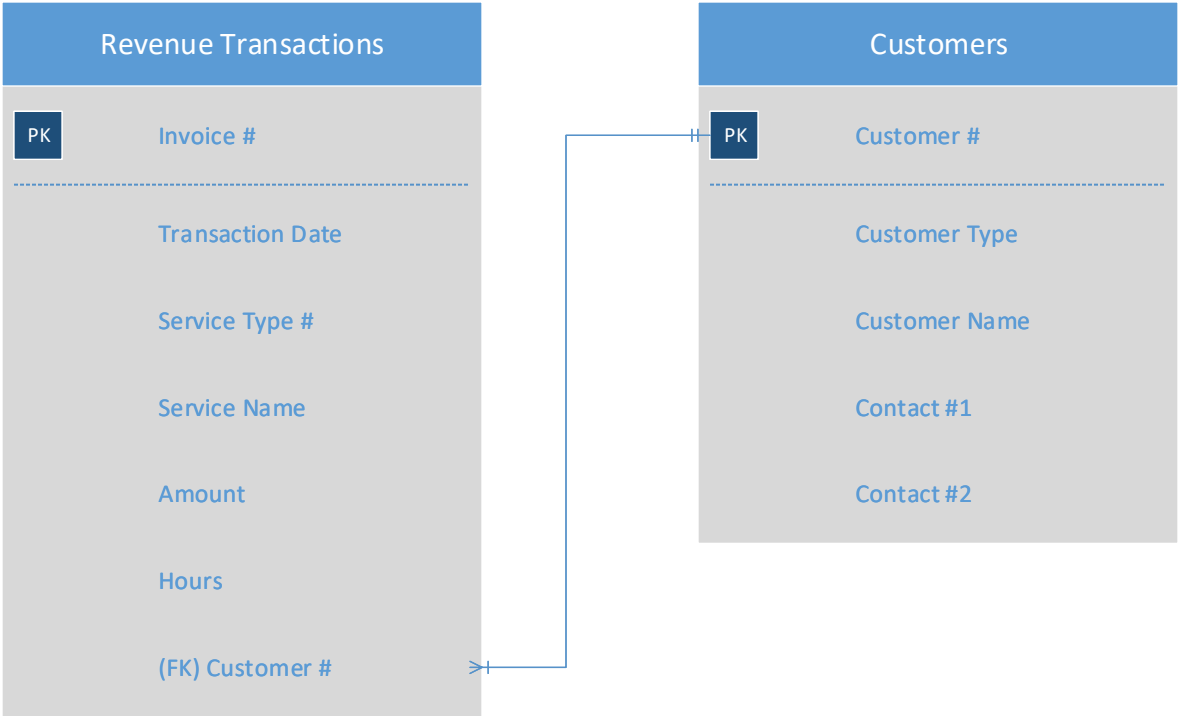 Revenue Transactions
PK
Invoice #
Transaction Date
Service Type #
Service Name
Amount
Hours
(FK) Customer #
Customers
PK
Customer #
Customer Type
Customer Name
Contact #1
Contact #2